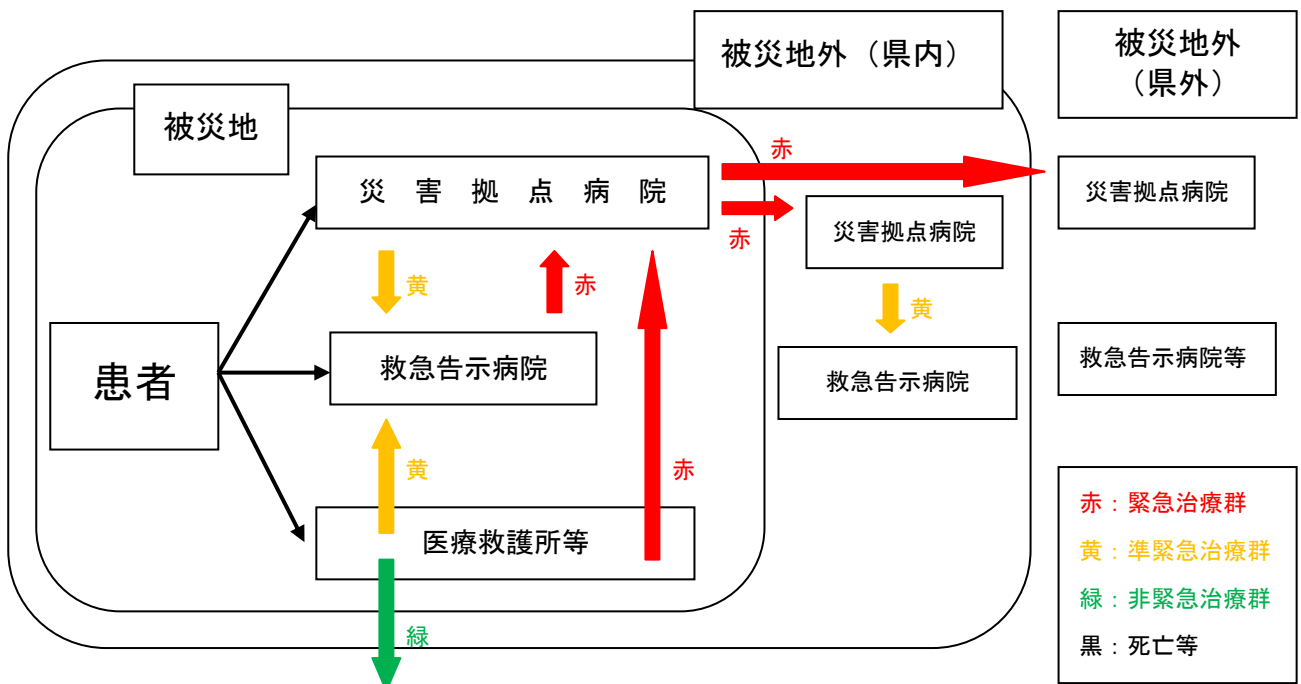 被災地外（県内）
被災地外
（県外）
被災地
赤
災害拠点病院
災害拠点病院
赤
災害拠点病院
黄
赤
黄
患者
救急告示病院
救急告示病院
救急告示病院等
黄
赤
医療救護所等
緑
赤：緊急治療群
黄：準緊急治療群
緑：非緊急治療群
黒：死亡等